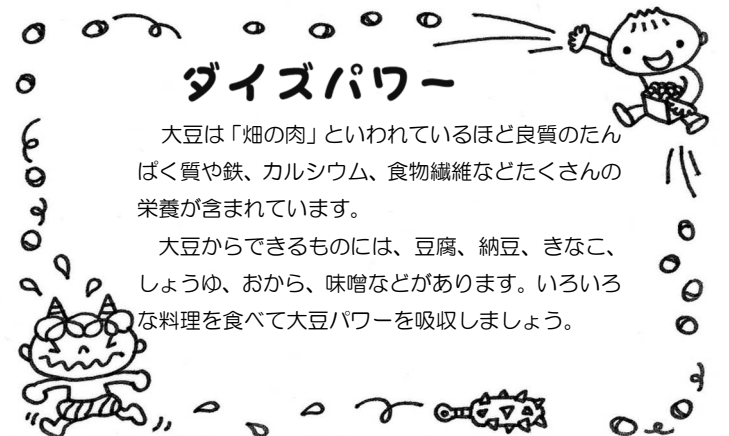 ダイズパワー
大豆は「畑の肉」といわれているほど良質のたん
ぱく質や鉄、カルシウム、食物繊維などたくさんの
栄養が含まれています。
大豆からできるものには、豆腐、納豆、きなこ、
しょうゆ、おから、味噌などがあります。いろいろ
な料理を食べて大豆パワーを吸収しましょう。